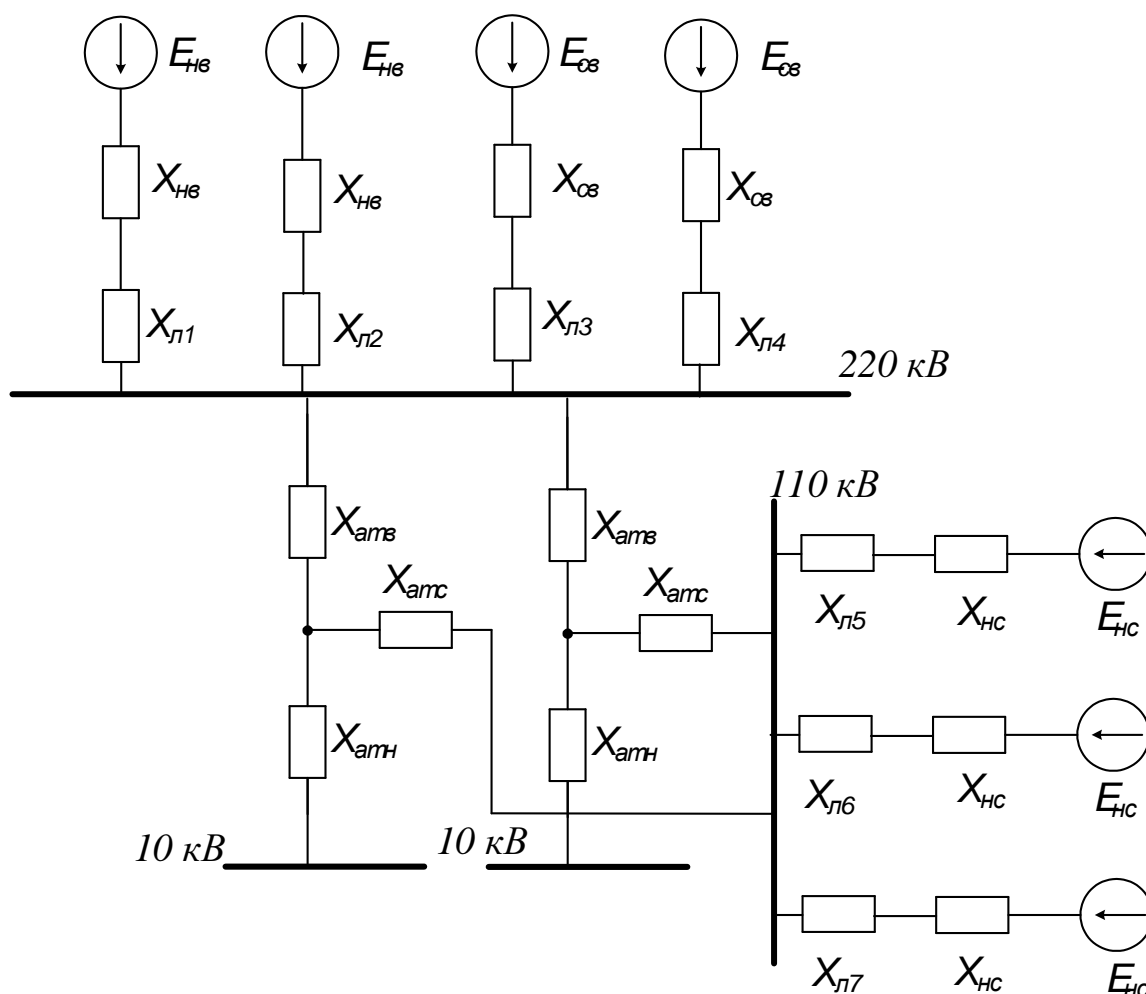 Eнв
Eнв
Eсв
Eсв
Xнв
Xнв
Xсв
Xсв
Xл1
Xл2
Xл3
Xл4
220 кВ
110 кВ
Xатв
Xатв
Xатс
Xатс
Xл5
Xнс
Eнс
Xатн
Xатн
Xл6
Xнс
Eнс
10 кВ
10 кВ
Xл7
Xнс
Eнс